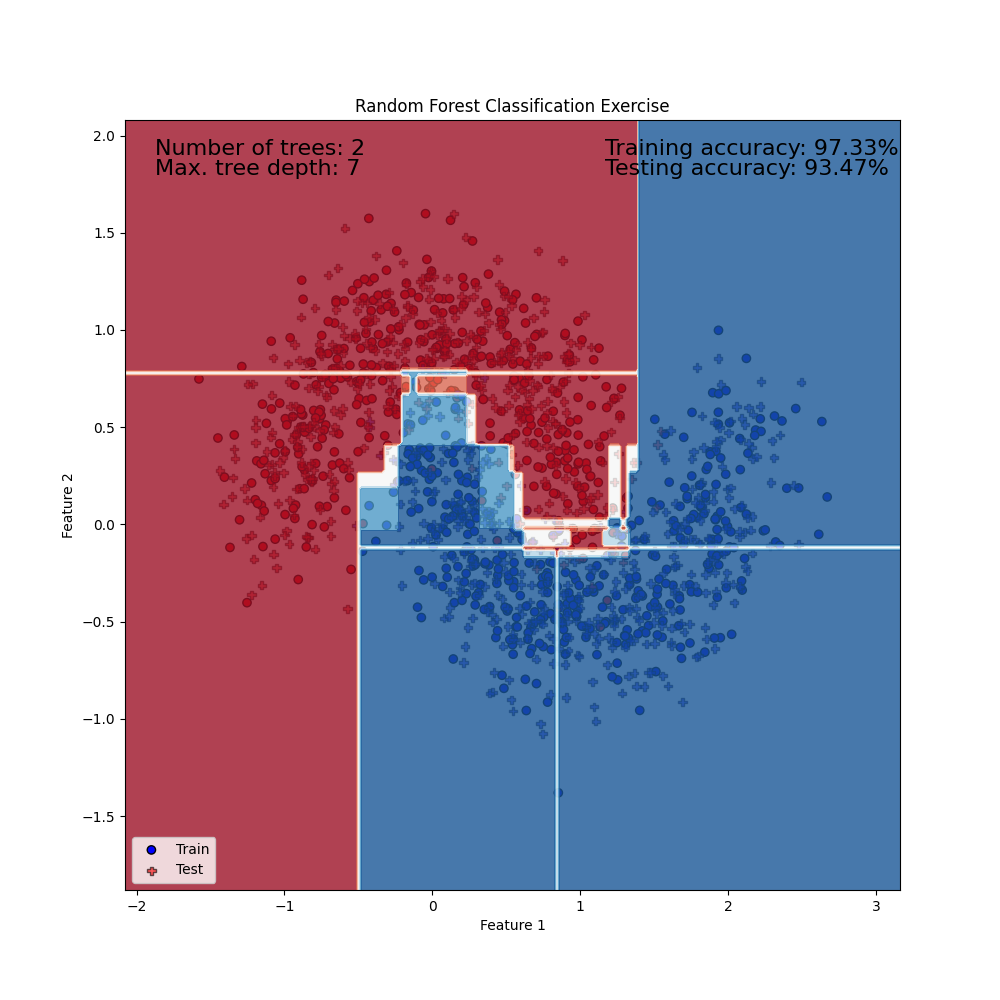 Random Forest Classification Exercise
Number of trees: 2
Max. tree depth: 7
Training accuracy: 97.33%
Testing accuracy: 93.47%
2.0
1.5
1.0
0.5
0.0
−0.5
−1.0
−1.5
Feature 2
Train
Test
−2
−1
0
1
2
3
Feature 1